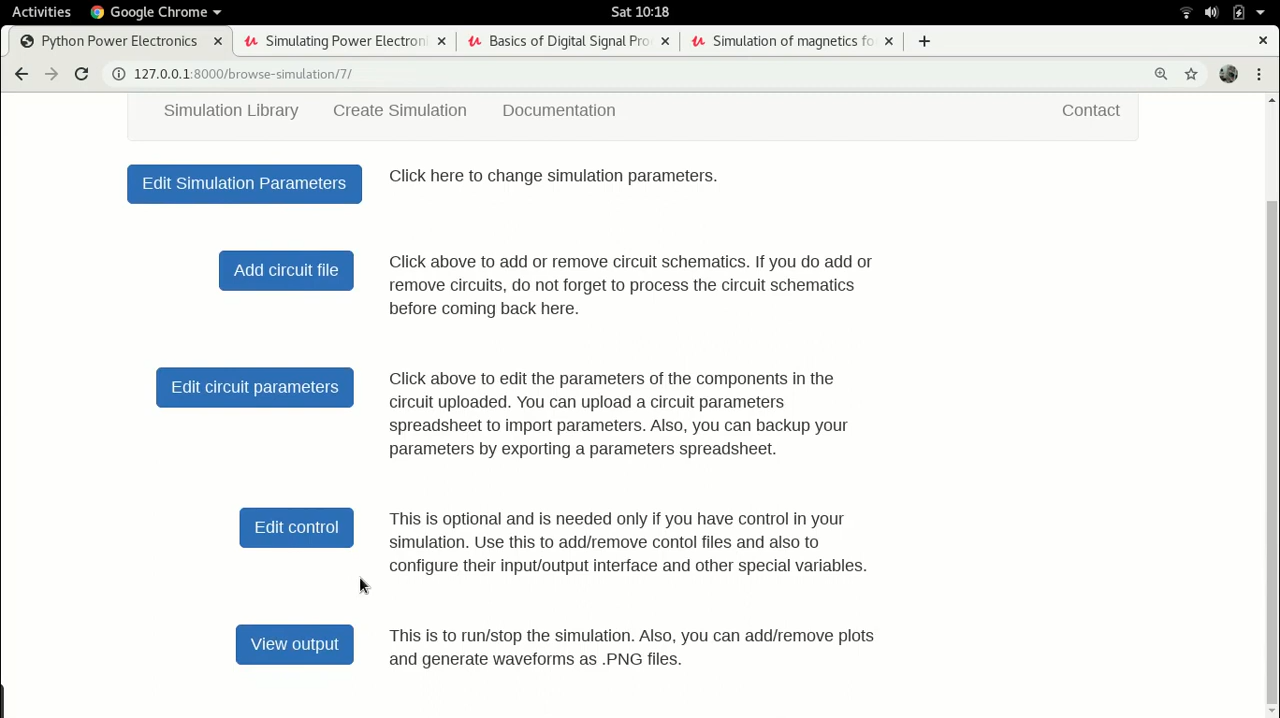 Activities Google Chrome Sat 10:18
Python Power Electronics Simulating Power Electroni Basics of Digital Signal Pro Simulation of magnetics fo
127.0.0.1:8000/browse-simulation/7/
Simulation Library Create Simulation Documentation Contact
Edit Simulation Parameters Click here to change simulation parameters.
Add circuit file Click above to add or remove circuit schematics. If you do add or
remove circuits, do not forget to process the circuit schematics
before coming back here.
Edit circuit parameters Click above to edit the parameters of the components in the
circuit uploaded. You can upload a circuit parameters
spreadsheet to import parameters. Also, you can backup your
parameters by exporting a parameters spreadsheet.
Edit control This is optional and is needed only if you have control in your
simulation. Use this to add/remove contol files and also to
configure their input/output interface and other special variables.
View output This is to run/stop the simulation. Also, you can add/remove plots
and generate waveforms as .PNG files.